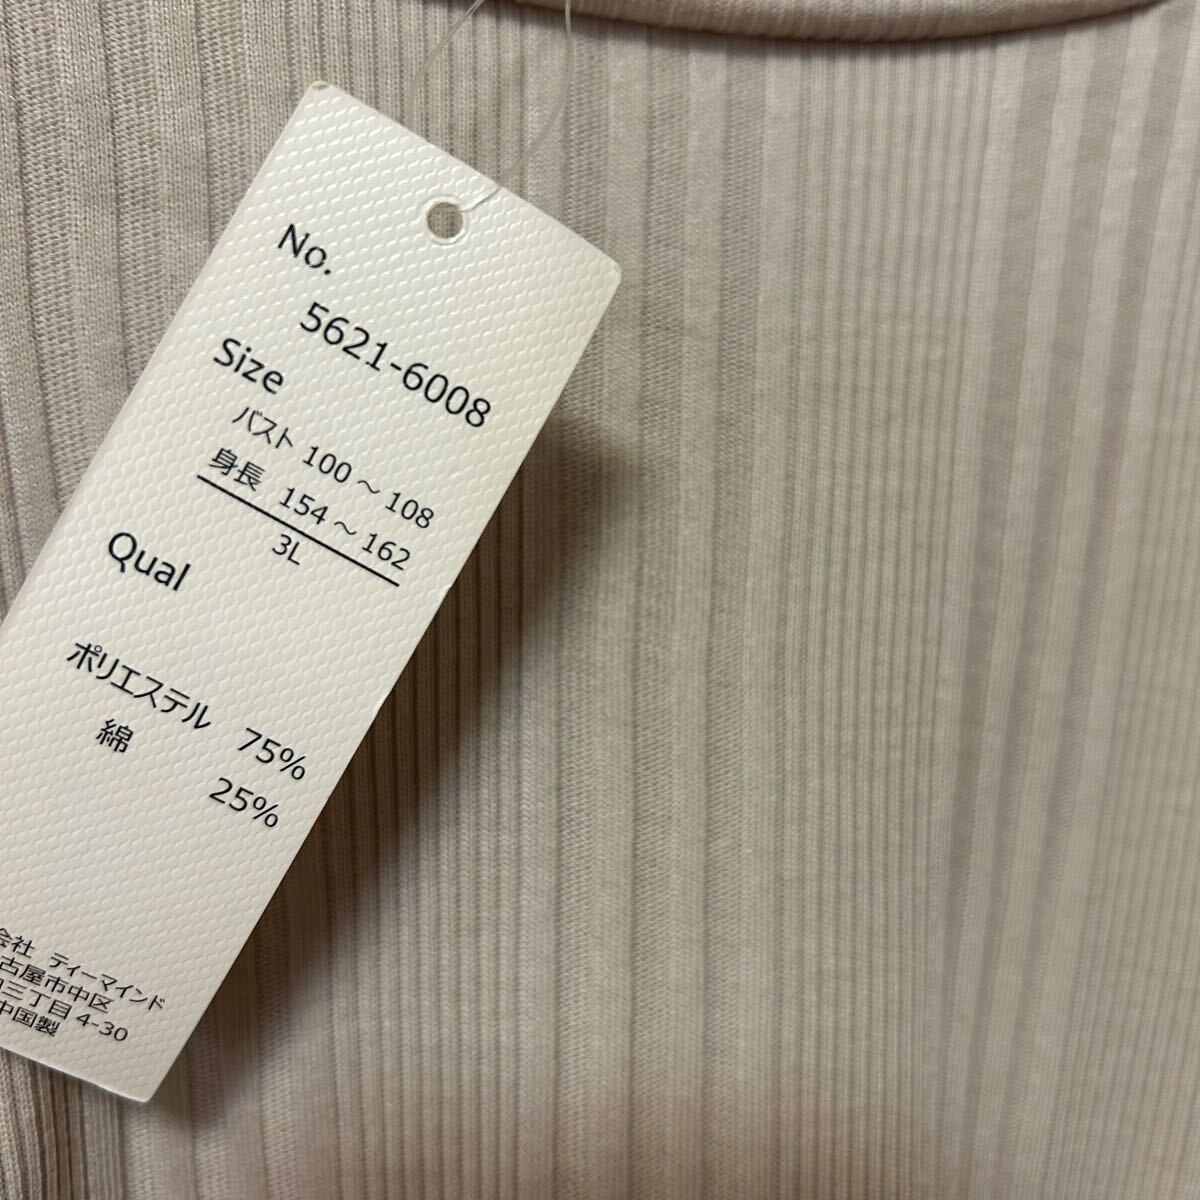 No.
5621-6008
Size
バスト 100～108
身長 154～162
3L
Qual
ポリエステル 75%
綿 25%
会社 ティーマインド
古屋市中区
三丁目 4-30
中国製